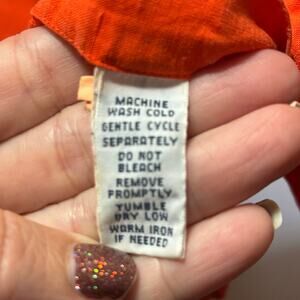 MACHINE
WASH COLD
GENTLE CYCLE
SEPARATELY
DO NOT
BLEACH
REMOVE
PROMPTLY
TUMBLE
DRY LOW
WARM IRON
IF NEEDED